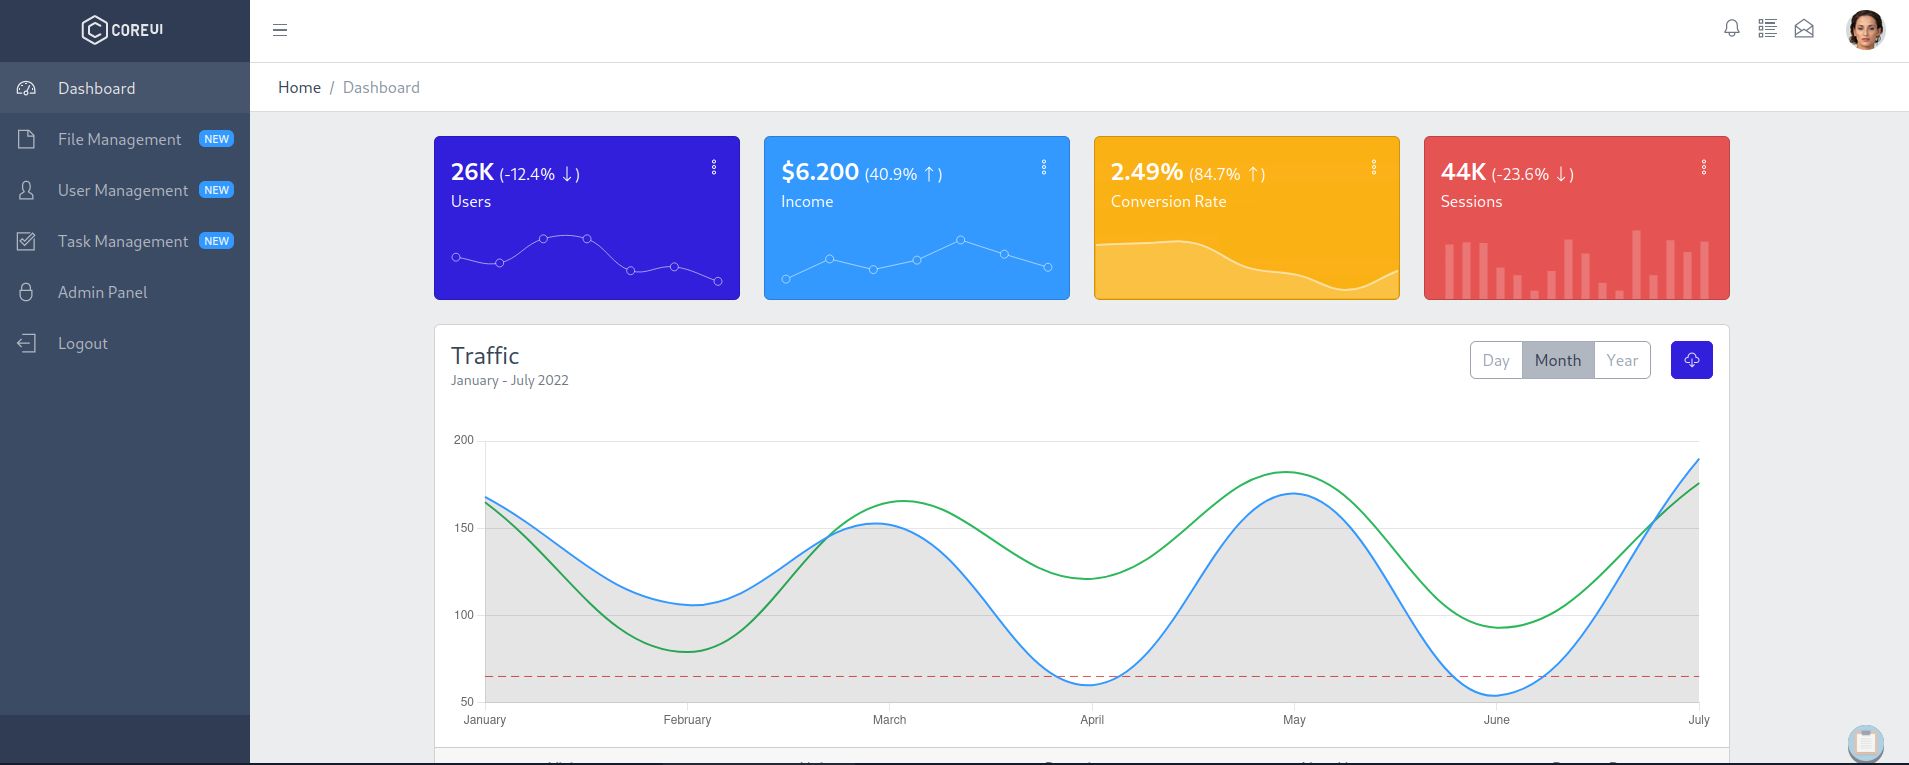 COREUI
Dashboard
File Management NEW
User Management NEW
Task Management NEW
Admin Panel
Logout
Home / Dashboard
26K (-12.4% ↓)
Users
$6.200 (40.9% ↑)
Income
2.49% (84.7% ↑)
Conversion Rate
44K (-23.6% ↓)
Sessions
Traffic
January - July 2022
Day Month Year
200
150
100
50
January February March April May June July